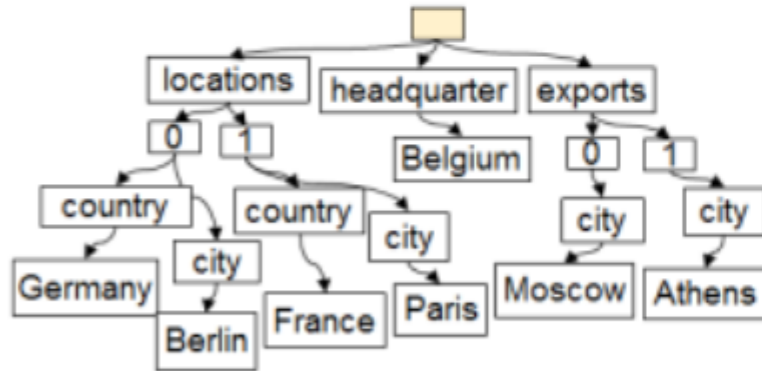 locations
headquarter
exports
0
1
Belgium
0
1
country
country
city
city
city
city
Germany
Berlin
France
Paris
Moscow
Athens